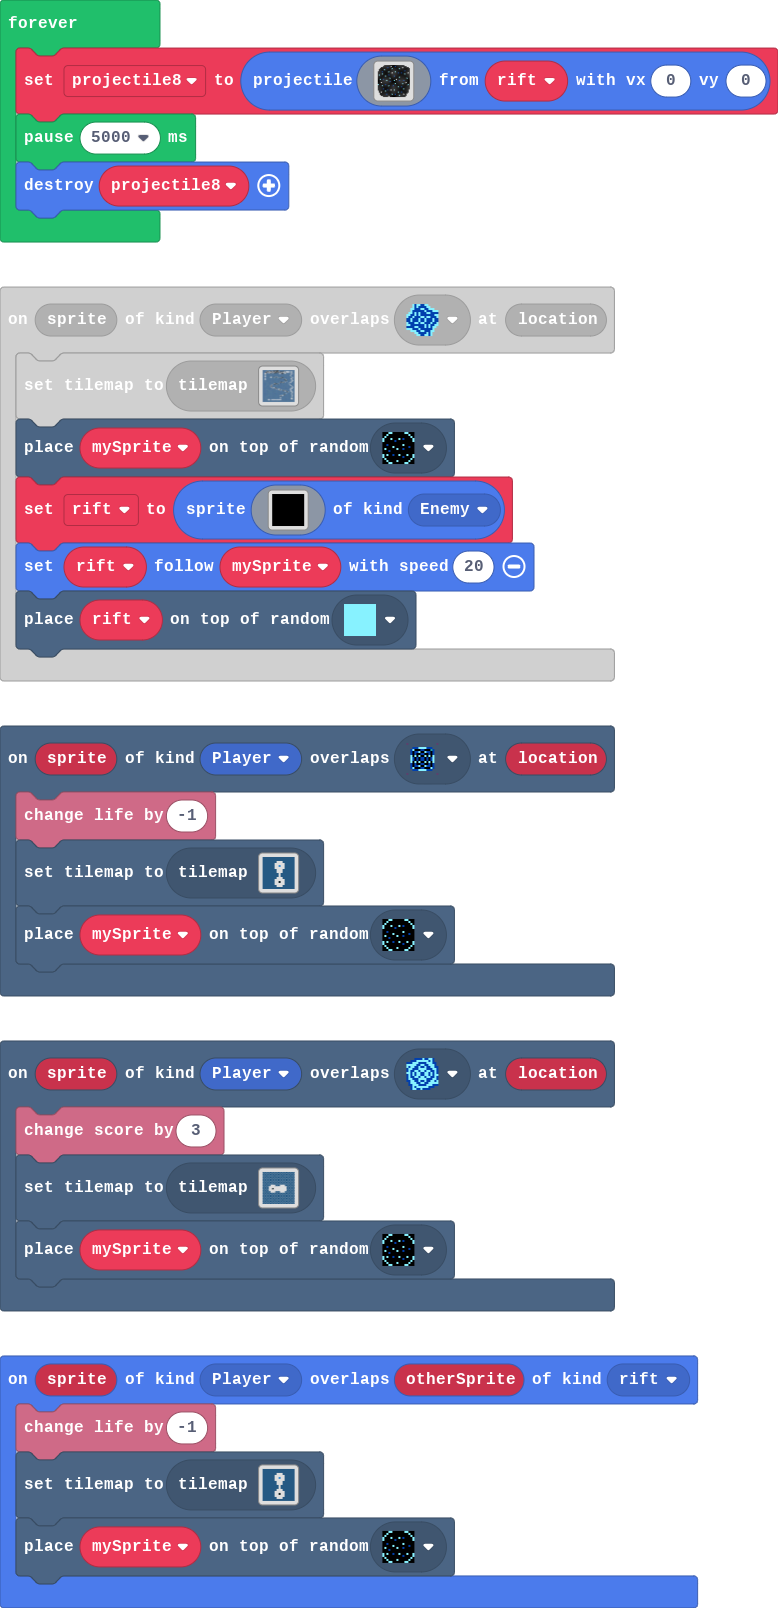 forever
set projectile8 to projectile from rift with vx 0 vy 0
pause 5000 ms
destroy projectile8
on sprite of kind Player overlaps at location
set tilemap to tilemap
place mySprite on top of random
set rift to sprite of kind Enemy
set rift follow mySprite with speed 20
place rift on top of random
on sprite of kind Player overlaps at location
change life by -1
set tilemap to tilemap
place mySprite on top of random
on sprite of kind Player overlaps at location
change score by 3
set tilemap to tilemap
place mySprite on top of random
on sprite of kind Player overlaps otherSprite of kind rift
change life by -1
set tilemap to tilemap
place mySprite on top of random